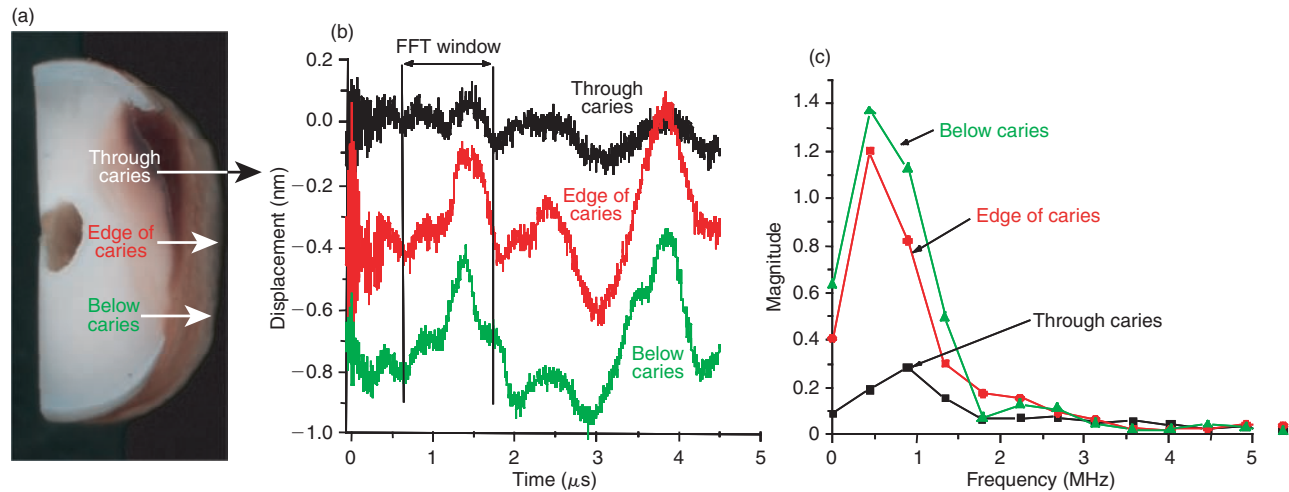 (a)
Through
caries
Edge of
caries
Below
caries
(b)
FFT window
Through
caries
Edge of
caries
Below
caries
0.2
0.0
−0.2
−0.4
−0.6
−0.8
−1.0
Displacement (nm)
0
1
2
3
4
5
Time (μs)
(c)
Below caries
Edge of caries
Through caries
1.4
1.2
1.0
0.8
0.6
0.4
0.2
0
Magnitude
0
1
2
3
4
5
Frequency (MHz)